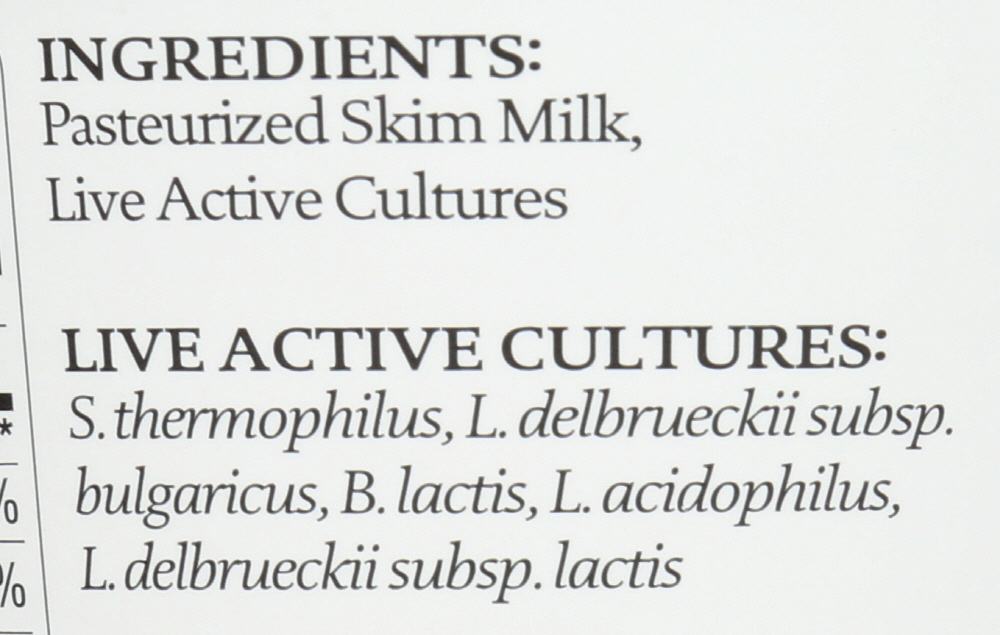 INGREDIENTS:
Pasteurized Skim Milk,
Live Active Cultures
LIVE ACTIVE CULTURES:
S. thermophilus, L. delbrueckii subsp.
bulgaricus, B. lactis, L. acidophilus,
L. delbrueckii subsp. lactis
*
%
%